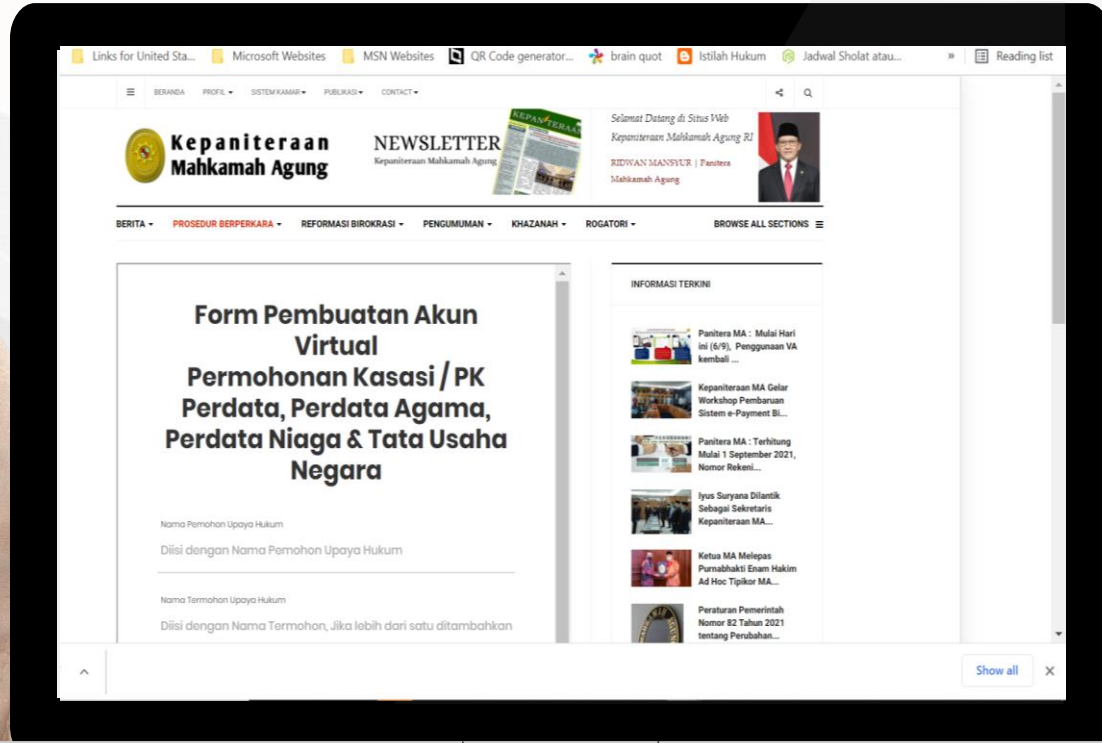 Links for United Sta... Microsoft Websites MSN Websites QR Code generator... brain quot Istilah Hukum Jadwal Sholat atau... » Reading list
BERANDA PROFIL SISTEM KAMAR PUBLIKASI CONTACT
Kepaniteraan
Mahkamah Agung
NEWSLETTER
Kepaniteraan Mahkamah Agung
KEPANITERAAN
Selamat Datang di Situs Web
Kepaniteraan Mahkamah Agung RI
RIDWAN MANSYUR | Panitera
Mahkamah Agung
BERITA PROSEDUR BERPERKARA REFORMASI BIROKRASI PENGUMUMAN KHAZANAH ROGATORI BROWSE ALL SECTIONS
Form Pembuatan Akun
Virtual
Permohonan Kasasi / PK
Perdata, Perdata Agama,
Perdata Niaga & Tata Usaha
Negara
Nama Pemohon Upaya Hukum
Diisi dengan Nama Pemohon Upaya Hukum
Nama Termohon Upaya Hukum
Diisi dengan Nama Termohon, Jika lebih dari satu ditambahkan
INFORMASI TERKINI
Panitera MA : Mulai Hari
ini (6/9), Penggunaan VA
kembali ...
Kepaniteraan MA Gelar
Workshop Pembaruan
Sistem e-Payment Bi...
Panitera MA : Terhitung
Mulai 1 September 2021,
Nomor Rekeni...
Iyus Suryana Dilantik
Sebagai Sekretaris
Kepaniteraan MA...
Ketua MA Melepas
Purnabhakti Enam Hakim
Ad Hoc Tipikor MA...
Peraturan Pemerintah
Nomor 82 Tahun 2021
tentang Perubahan...
Show all